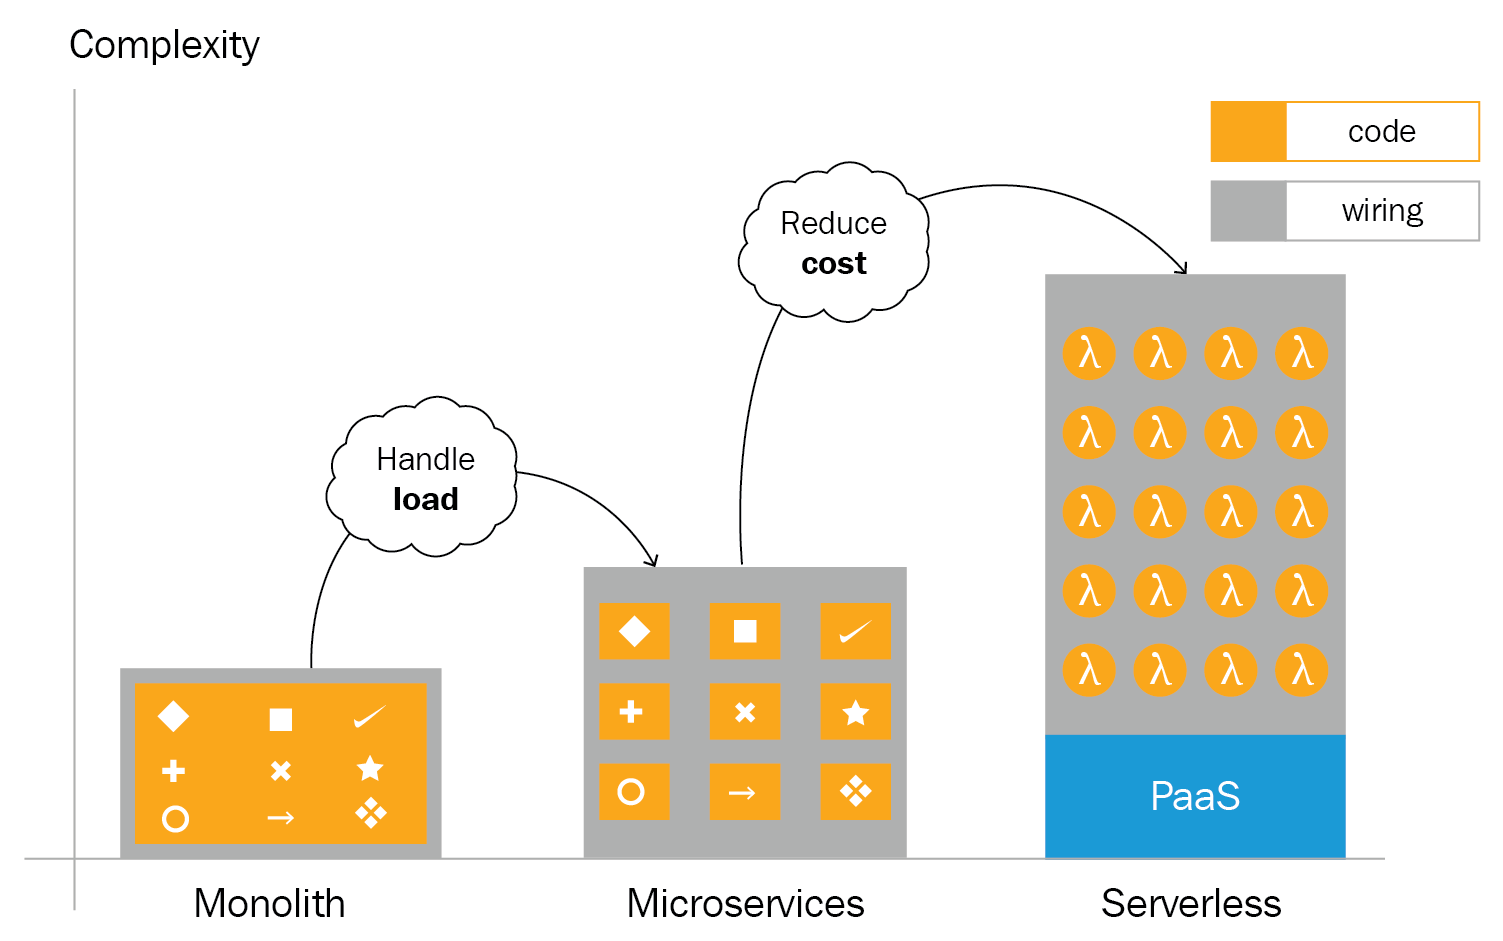 Complexity
code
wiring
Reduce
cost
Handle
load
λ λ λ λ
λ λ λ λ
λ λ λ λ
λ λ λ λ
λ λ λ λ
PaaS
Monolith
Microservices
Serverless